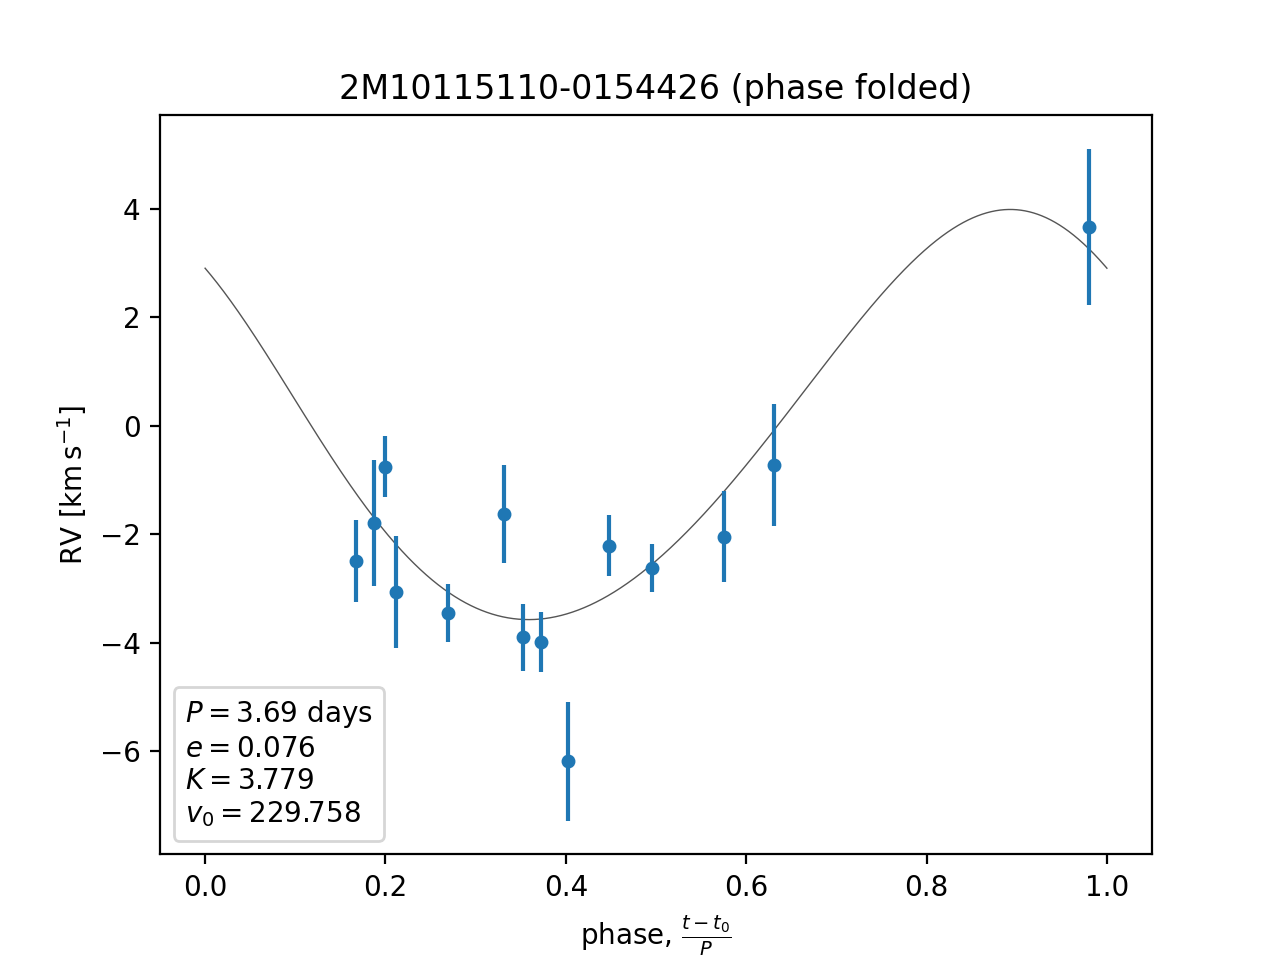 2M10115110-0154426 (phase folded)
RV [km s⁻¹]
4
2
0
−2
−4
−6
P = 3.69 days
e = 0.076
K = 3.779
v₀ = 229.758
0.0 0.2 0.4 0.6 0.8 1.0
phase, (t − t₀)/P